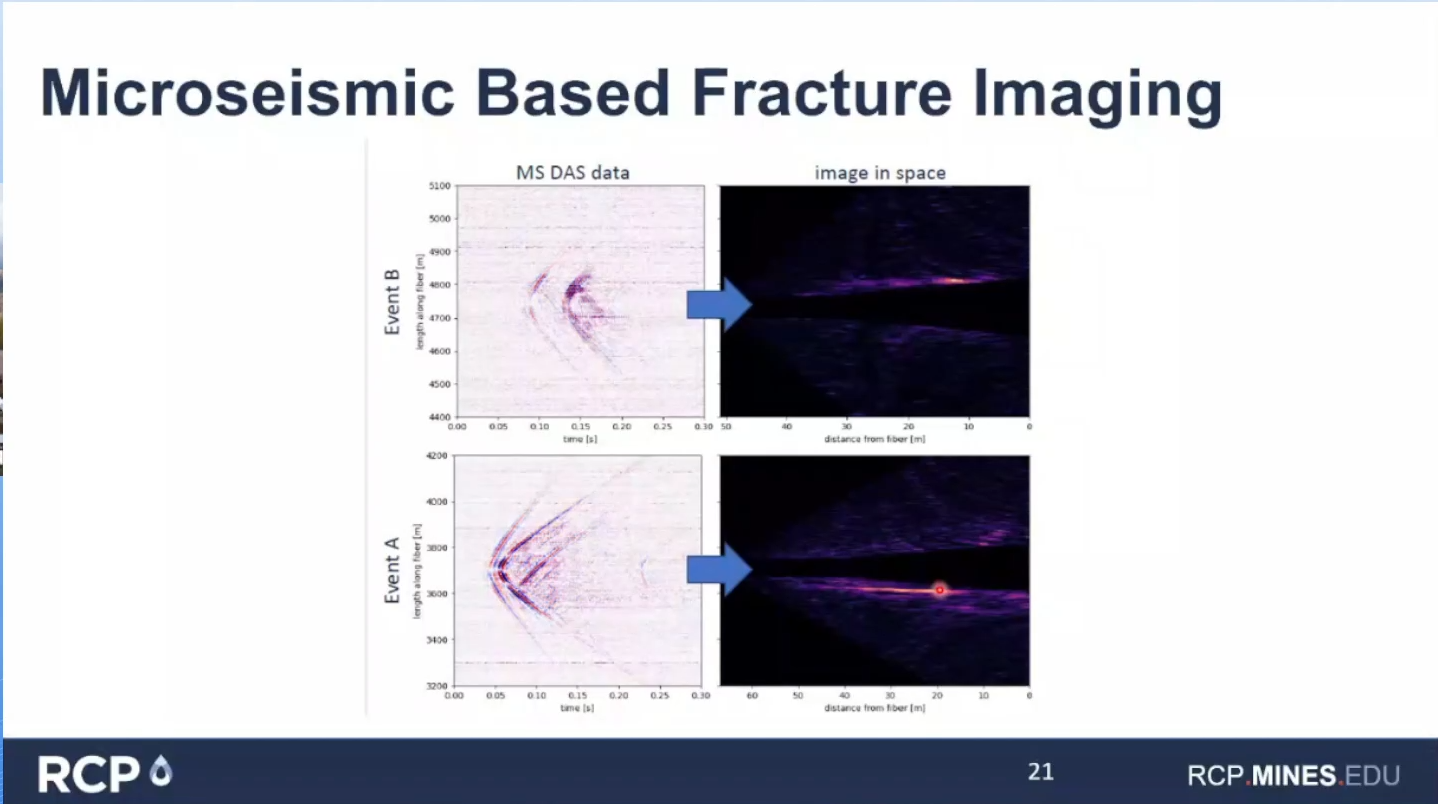 Microseismic Based Fracture Imaging
MS DAS data
image in space
Event B
length along fiber [m]
5100
5000
4900
4800
4700
4600
4500
4400
0.00 0.05 0.10 0.15 0.20 0.25 0.30
time [s]
50 40 30 20 10 0
distance from fiber [m]
Event A
length along fiber [m]
4200
4000
3800
3600
3400
3200
0.00 0.05 0.10 0.15 0.20 0.25 0.30
time [s]
60 50 40 30 20 10 0
distance from fiber [m]
RCP
21
RCP.MINES.EDU